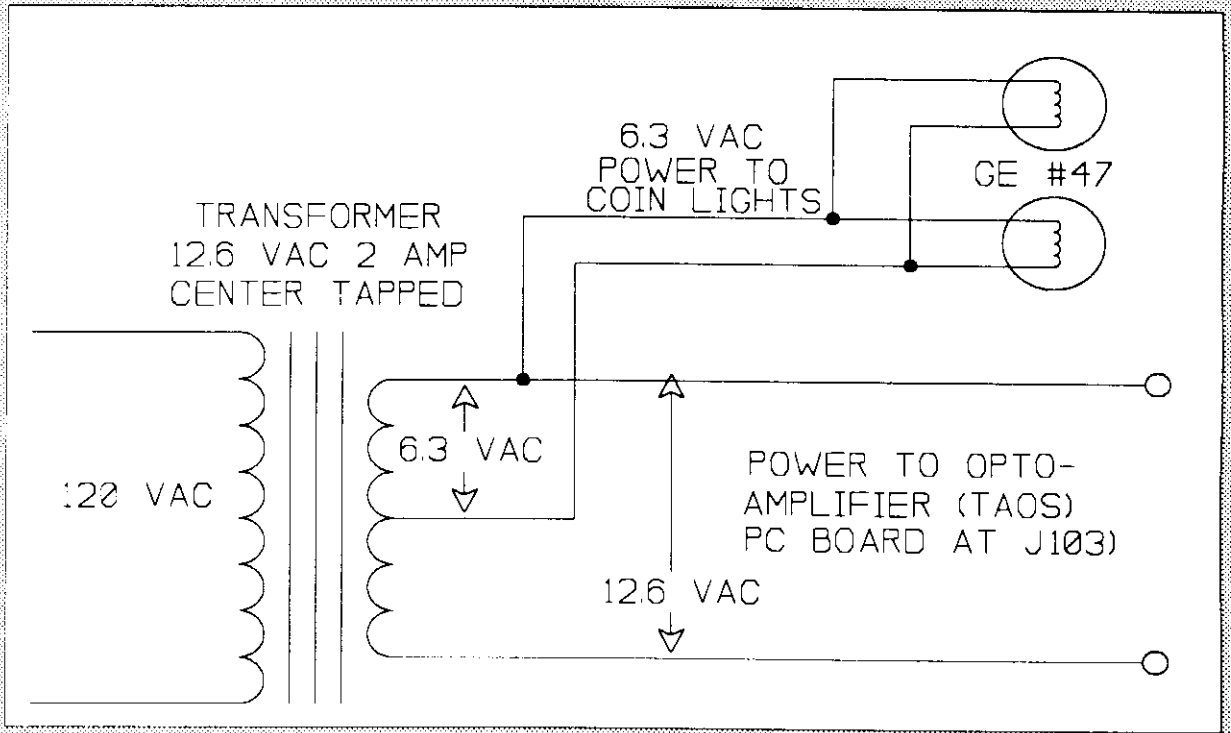 6.3 VAC
POWER TO
COIN LIGHTS
GE #47
TRANSFORMER
12.6 VAC 2 AMP
CENTER TAPPED
120 VAC
6.3 VAC
12.6 VAC
POWER TO OPTO-
AMPLIFIER (TAOS)
PC BOARD AT J103)